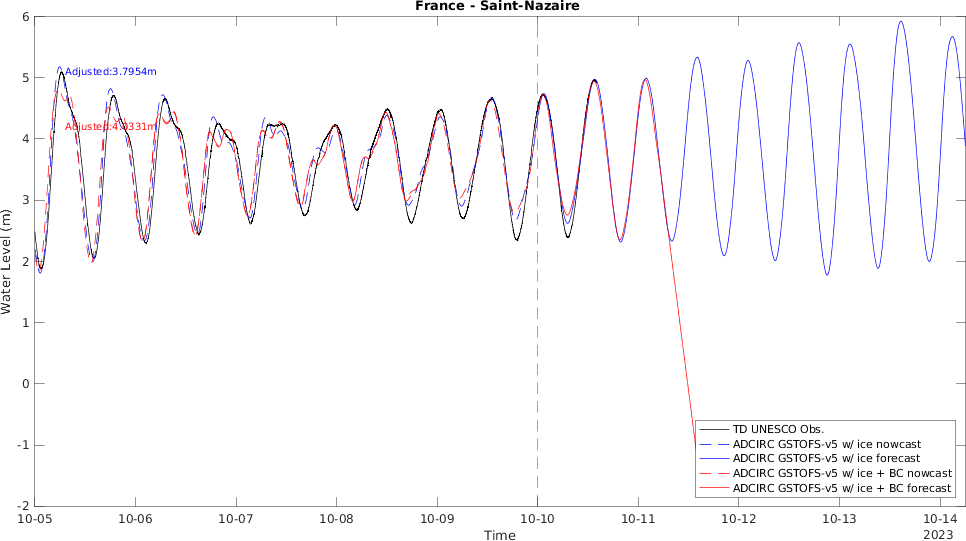 France - Saint-Nazaire
6
5
4
3
2
1
0
-1
-2
Water Level (m)
Adjusted:3.7954m
TD UNESCO Obs.
ADCIRC GSTOFS-v5 w/ ice nowcast
ADCIRC GSTOFS-v5 w/ ice forecast
ADCIRC GSTOFS-v5 w/ ice + BC nowcast
ADCIRC GSTOFS-v5 w/ ice + BC forecast
10-05 10-06 10-07 10-08 10-09 10-10 10-11 10-12 10-13 10-14
2023
Time